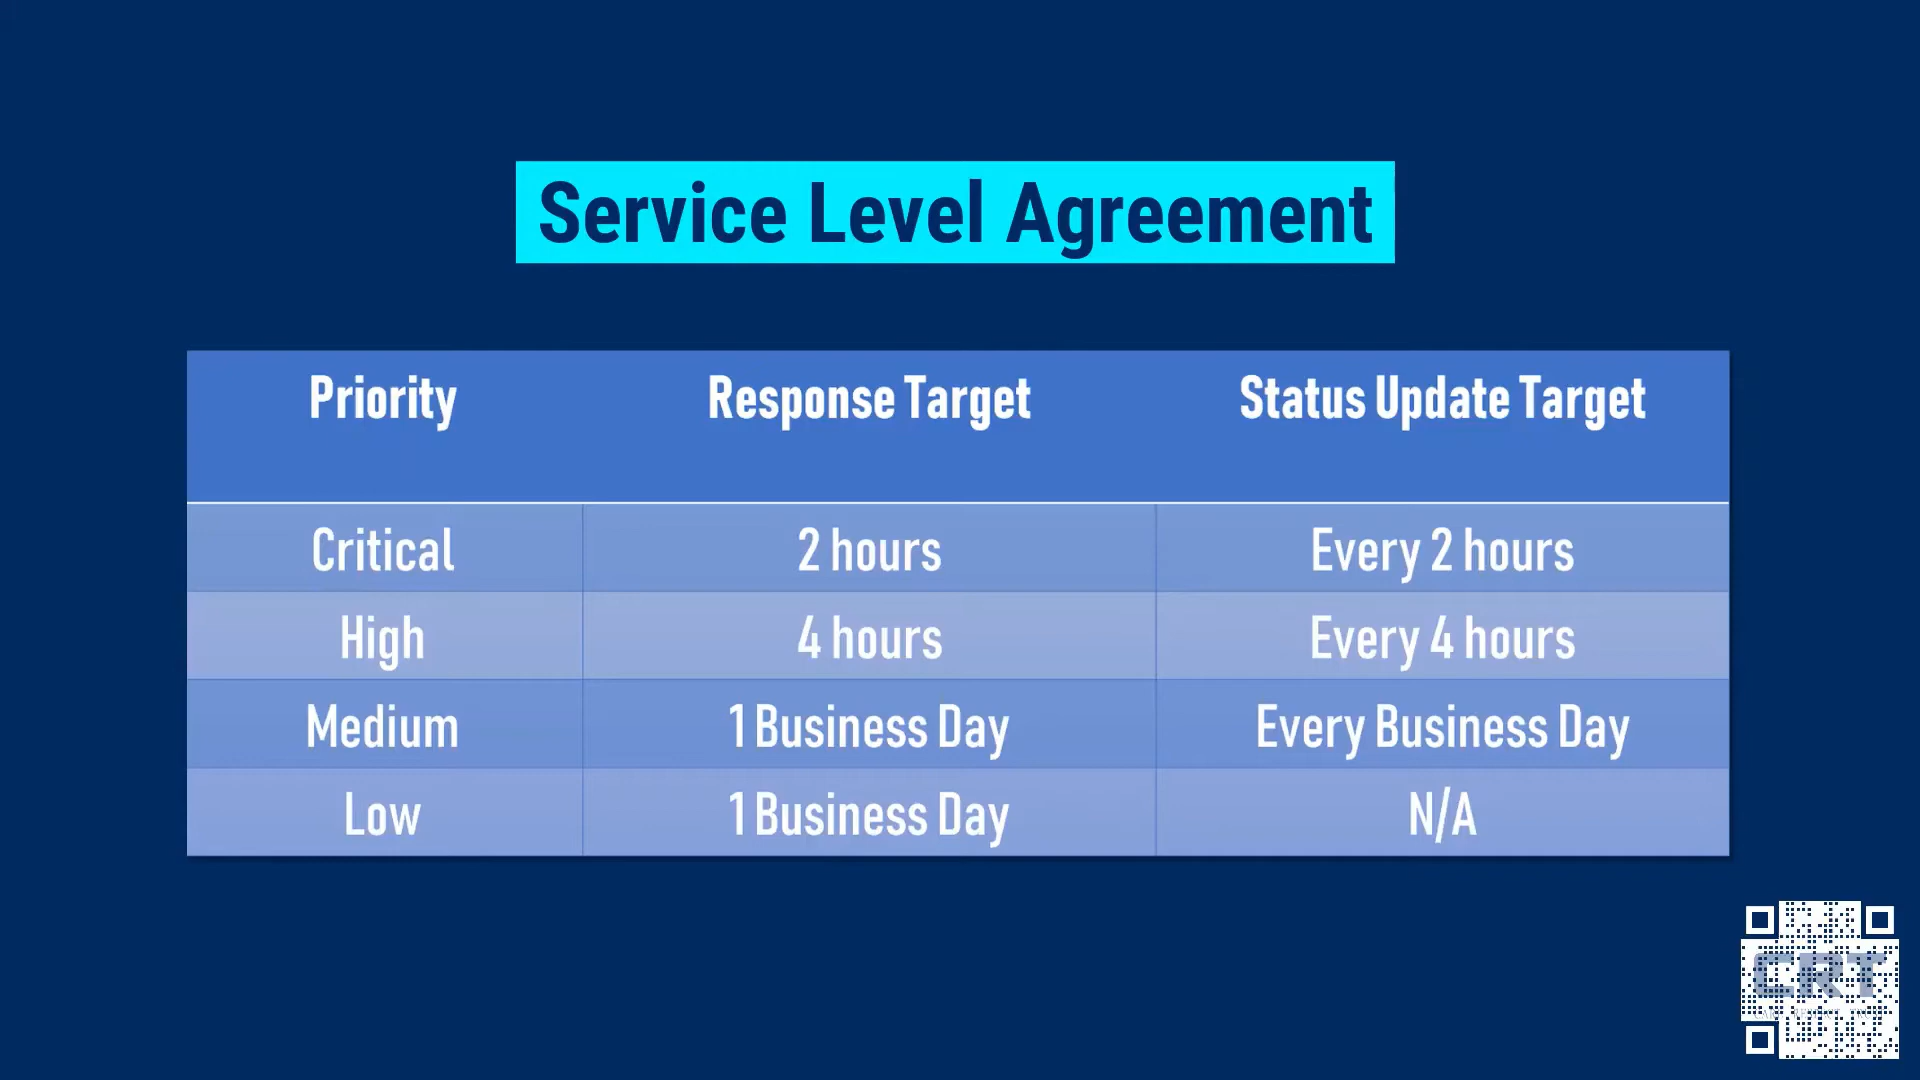 Service Level Agreement
Priority Response Target Status Update Target
Critical 2 hours Every 2 hours
High 4 hours Every 4 hours
Medium 1 Business Day Every Business Day
Low 1 Business Day N/A
CRT